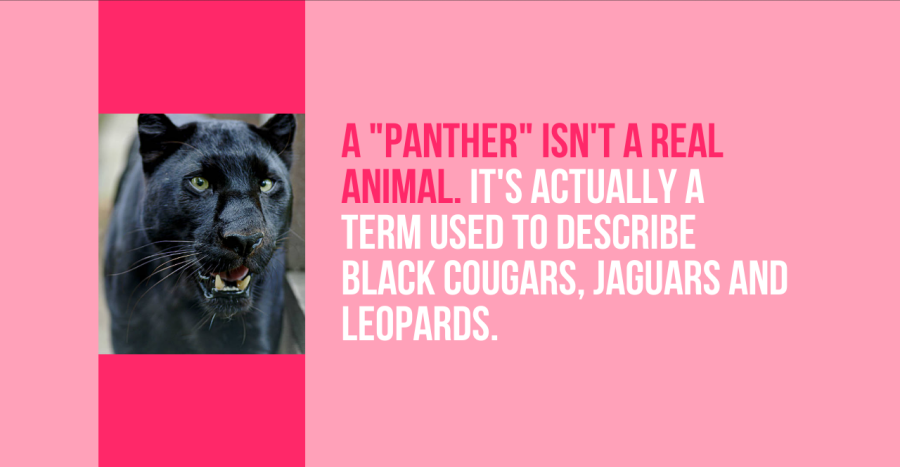 A "PANTHER" ISN'T A REAL
ANIMAL. IT'S ACTUALLY A
TERM USED TO DESCRIBE
BLACK COUGARS, JAGUARS AND
LEOPARDS.